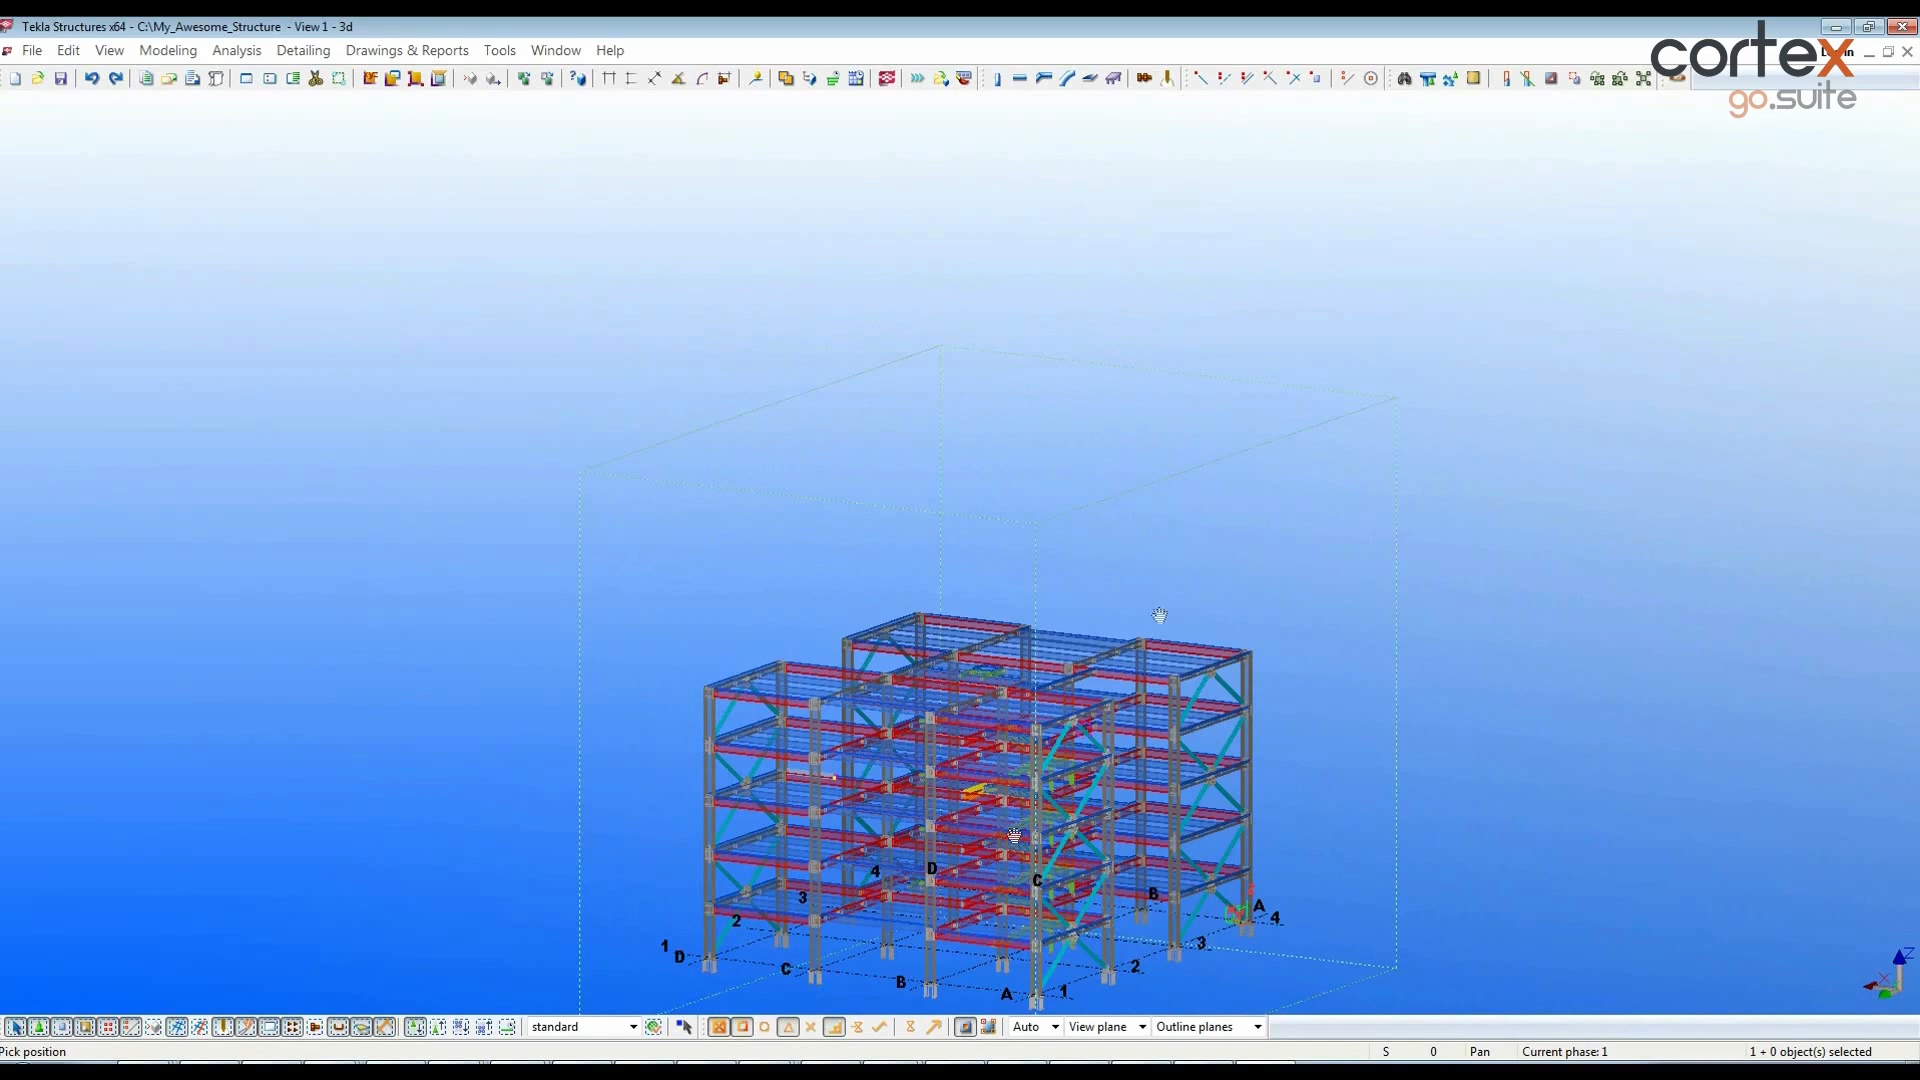 Tekla Structures x64 - C:\My_Awesome_Structure - View 1 - 3d
cortex
go.suite
File Edit View Modeling Analysis Detailing Drawings & Reports Tools Window Help
4 D C B A 4
3 2 3
1 D C B 2
A 1
Z
standard Auto View plane Outline planes
Pick position S 0 Pan Current phase: 1 1 + 0 object(s) selected